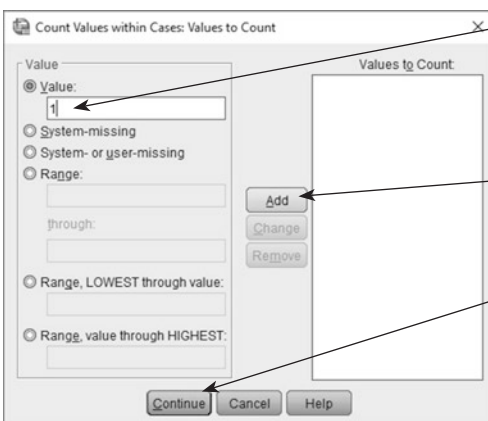 Count Values within Cases: Values to Count
Value
Value:
1
System-missing
System- or user-missing
Range:
through:
Range, LOWEST through value:
Range, value through HIGHEST:
Values to Count:
Add
Change
Remove
Continue
Cancel
Help